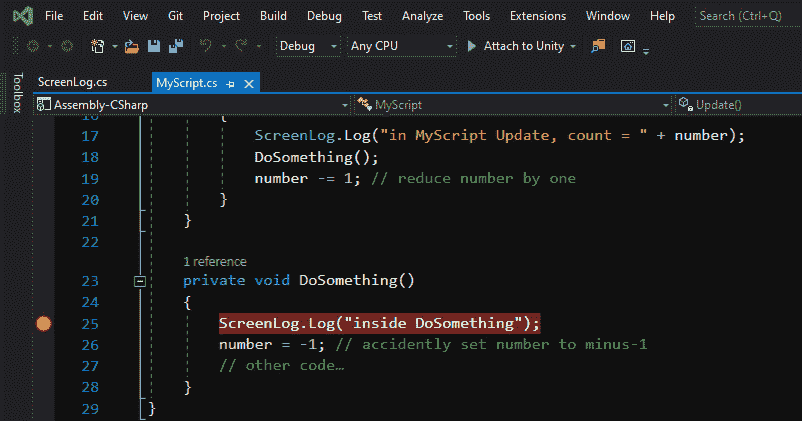 File Edit View Git Project Build Debug Test Analyze Tools Extensions Window Help Search (Ctrl+Q)
Debug Any CPU Attach to Unity
Toolbox
ScreenLog.cs MyScript.cs
Assembly-CSharp MyScript Update()
16 {
17 ScreenLog.Log("in MyScript Update, count = " + number);
18 DoSomething();
19 number -= 1; // reduce number by one
20 }
21 }
22
1 reference
23 private void DoSomething()
24 {
25 ScreenLog.Log("inside DoSomething");
26 number = -1; // accidently set number to minus-1
27 // other code…
28 }
29 }